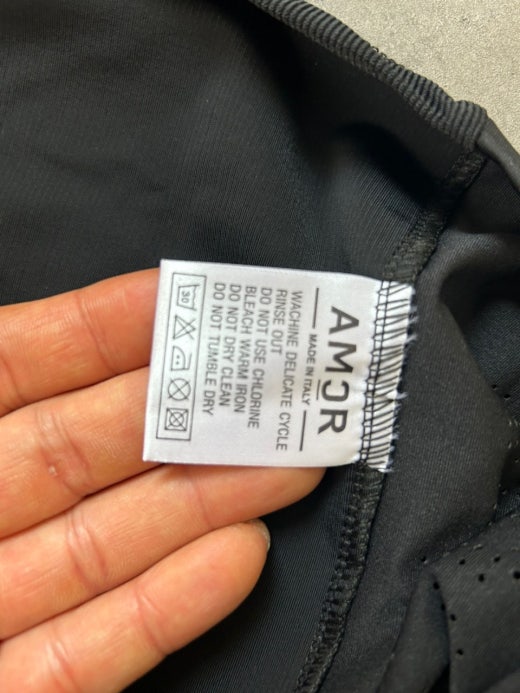 AMOR
MADE IN ITALY
WACHINE DELICATE CYCLE
RINSE OUT
DO NOT USE CHLORINE
BLEACH WARM IRON
DO NOT DRY CLEAN
DO NOT TUMBLE DRY
30